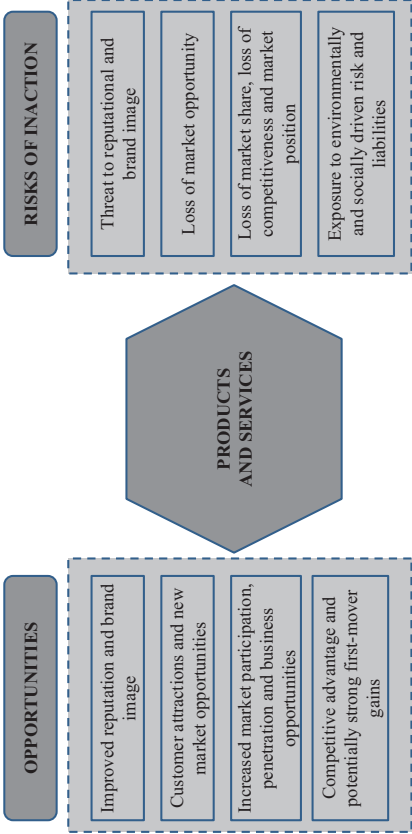 OPPORTUNITIES
Improved reputation and brand
image
Customer attractions and new
market opportunities
Increased market participation,
penetration and business
opportunities
Competitive advantage and
potentially strong first-mover
gains
PRODUCTS
AND SERVICES
RISKS OF INACTION
Threat to reputational and
brand image
Loss of market opportunity
Loss of market share, loss of
competitiveness and market
position
Exposure to environmentally
and socially driven risk and
liabilities